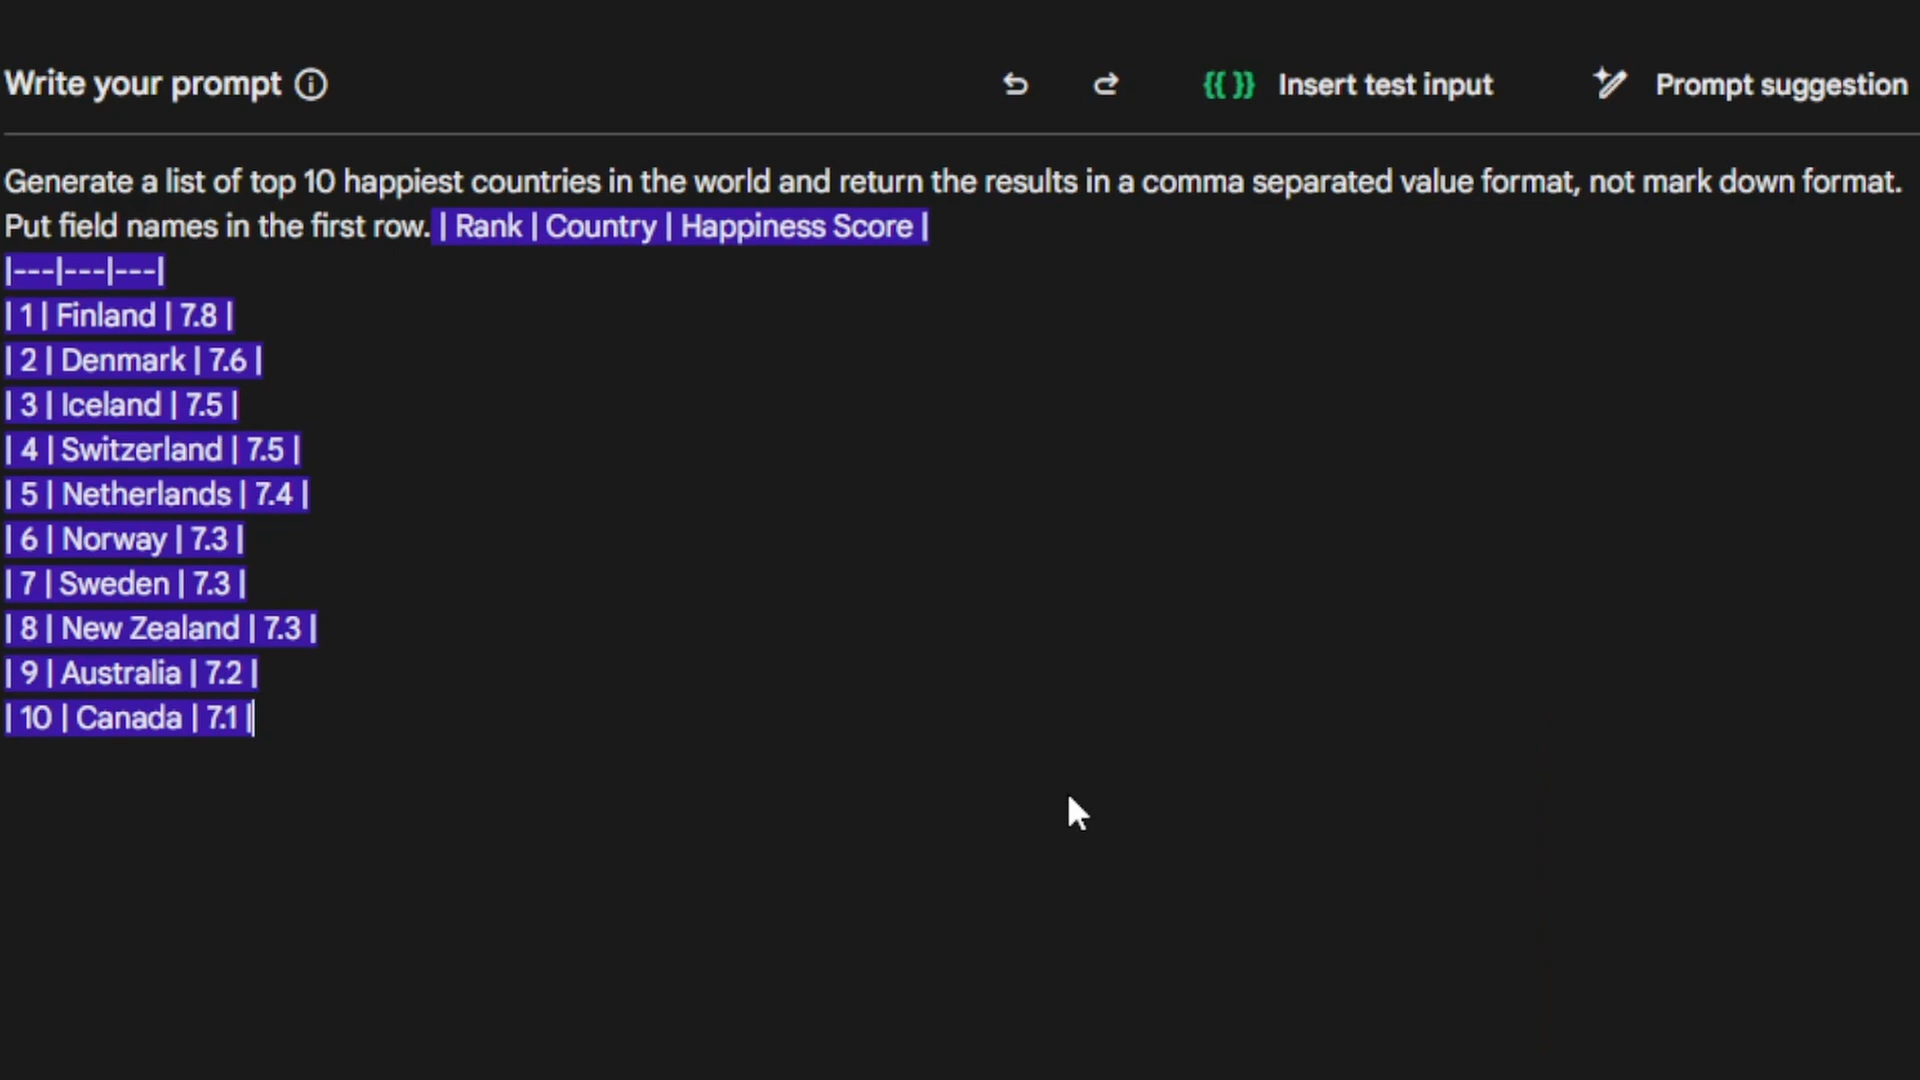 Write your prompt
{{ }} Insert test input
Prompt suggestion
Generate a list of top 10 happiest countries in the world and return the results in a comma separated value format, not mark down format.
Put field names in the first row. | Rank | Country | Happiness Score |
|---|---|---|
| 1 | Finland | 7.8 |
| 2 | Denmark | 7.6 |
| 3 | Iceland | 7.5 |
| 4 | Switzerland | 7.5 |
| 5 | Netherlands | 7.4 |
| 6 | Norway | 7.3 |
| 7 | Sweden | 7.3 |
| 8 | New Zealand | 7.3 |
| 9 | Australia | 7.2 |
| 10 | Canada | 7.1 |